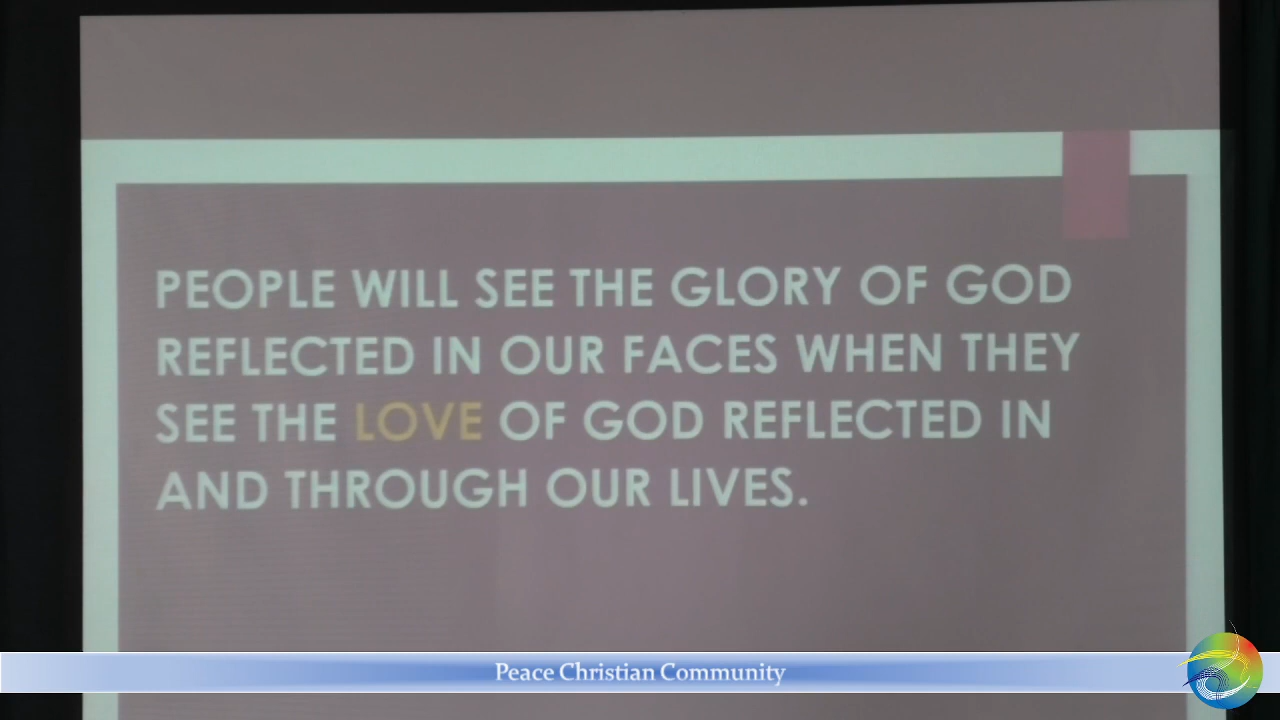 PEOPLE WILL SEE THE GLORY OF GOD
REFLECTED IN OUR FACES WHEN THEY
SEE THE LOVE OF GOD REFLECTED IN
AND THROUGH OUR LIVES.
Peace Christian Community